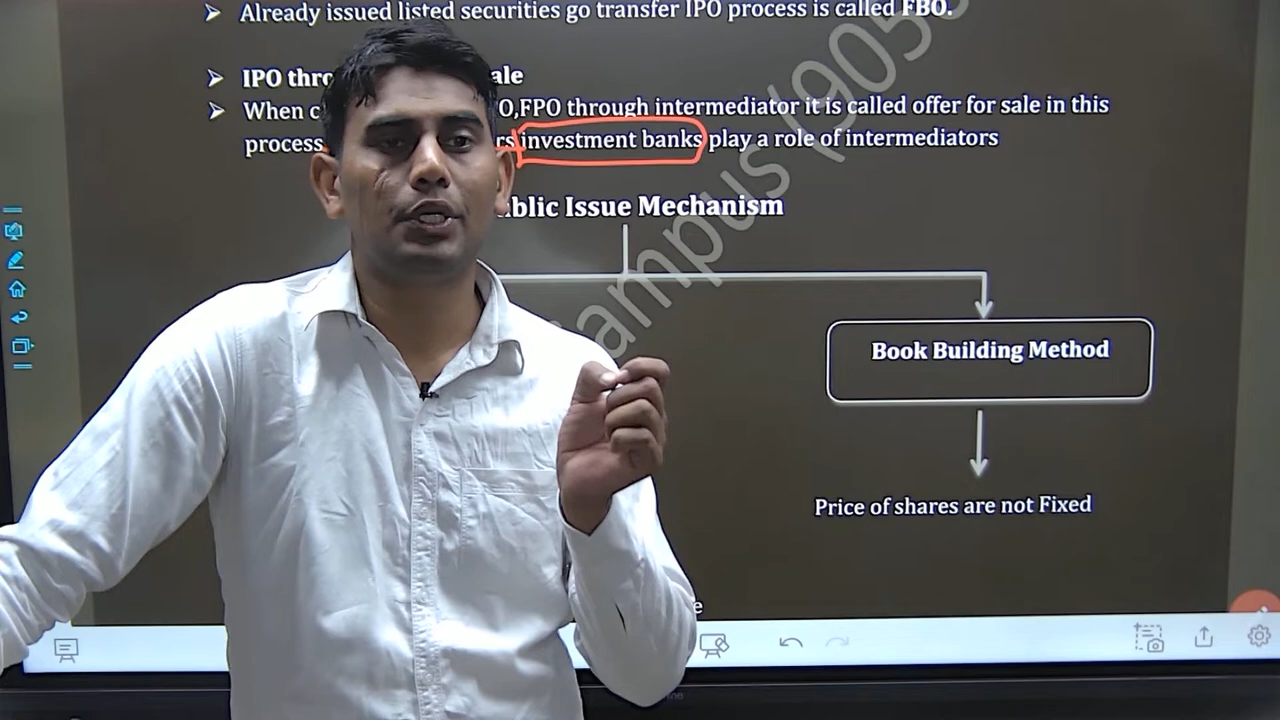 Already issued listed securities go transfer IPO process is called FBO.
IPO thr ale
When c O,FPO through intermediator it is called offer for sale in this
process rs investment banks play a role of intermediators
blic Issue Mechanism
ampus (905
Book Building Method
Price of shares are not Fixed
e